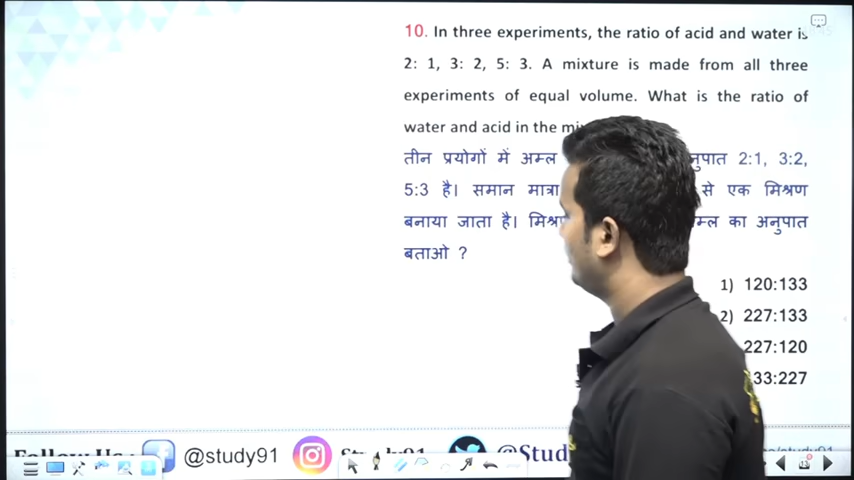 10. In three experiments, the ratio of acid and water is
2: 1, 3: 2, 5: 3. A mixture is made from all three
experiments of equal volume. What is the ratio of
water and acid in the
तीन प्रयोगों में अम्ल 2:1, 3:2,
5:3 है। समान मात्रा से एक मिश्रण
बनाया जाता है। का अनुपात
बताओ ?
1) 120:133
2) 227:133
227:120
33:227
@study91